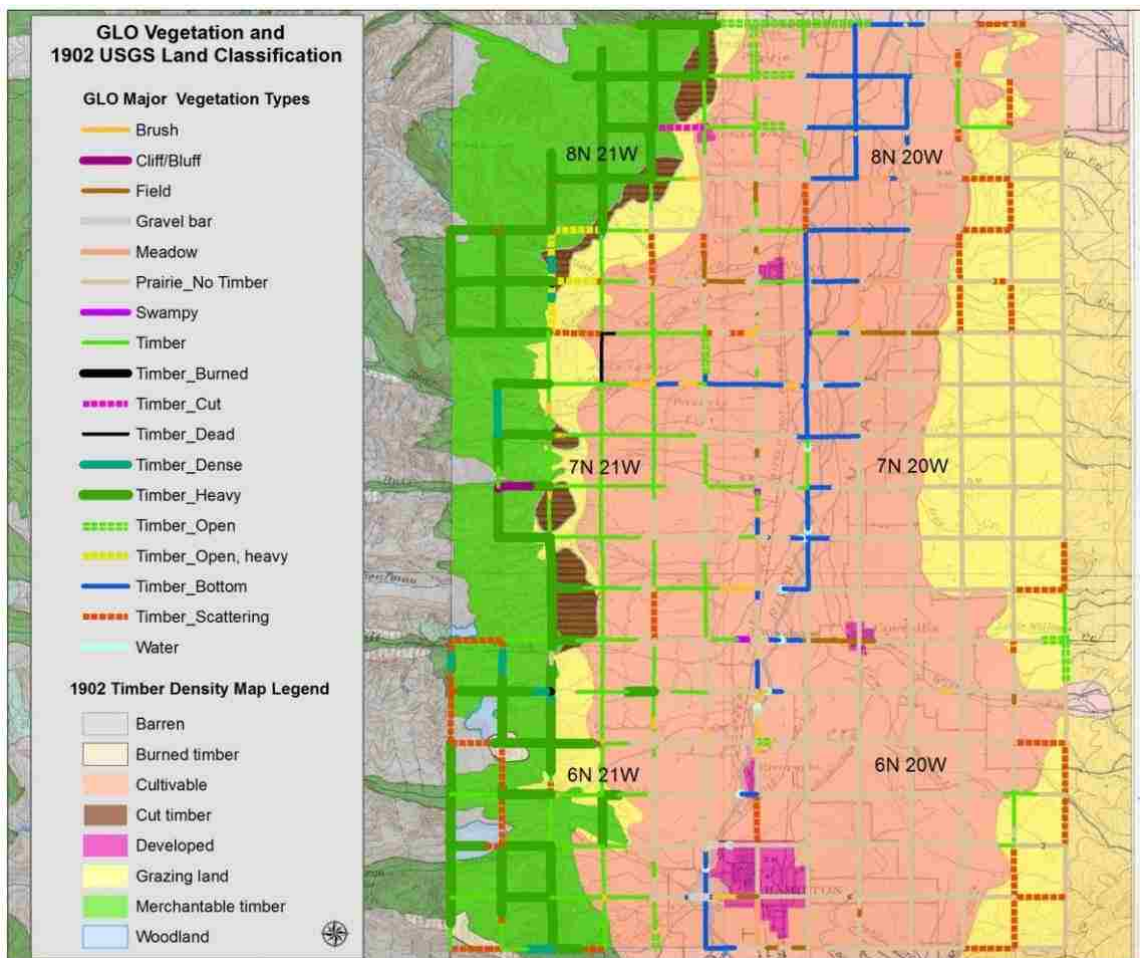 GLO Vegetation and
1902 USGS Land Classification
GLO Major Vegetation Types
Brush
Cliff/Bluff
Field
Gravel bar
Meadow
Prairie_No Timber
Swampy
Timber
Timber_Burned
Timber_Cut
Timber_Dead
Timber_Dense
Timber_Heavy
Timber_Open
Timber_Open, heavy
Timber_Bottom
Timber_Scattering
Water
1902 Timber Density Map Legend
Barren
Burned timber
Cultivable
Cut timber
Developed
Grazing land
Merchantable timber
Woodland
8N 21W
8N 20W
7N 21W
7N 20W
6N 21W
6N 20W
HAMILTON